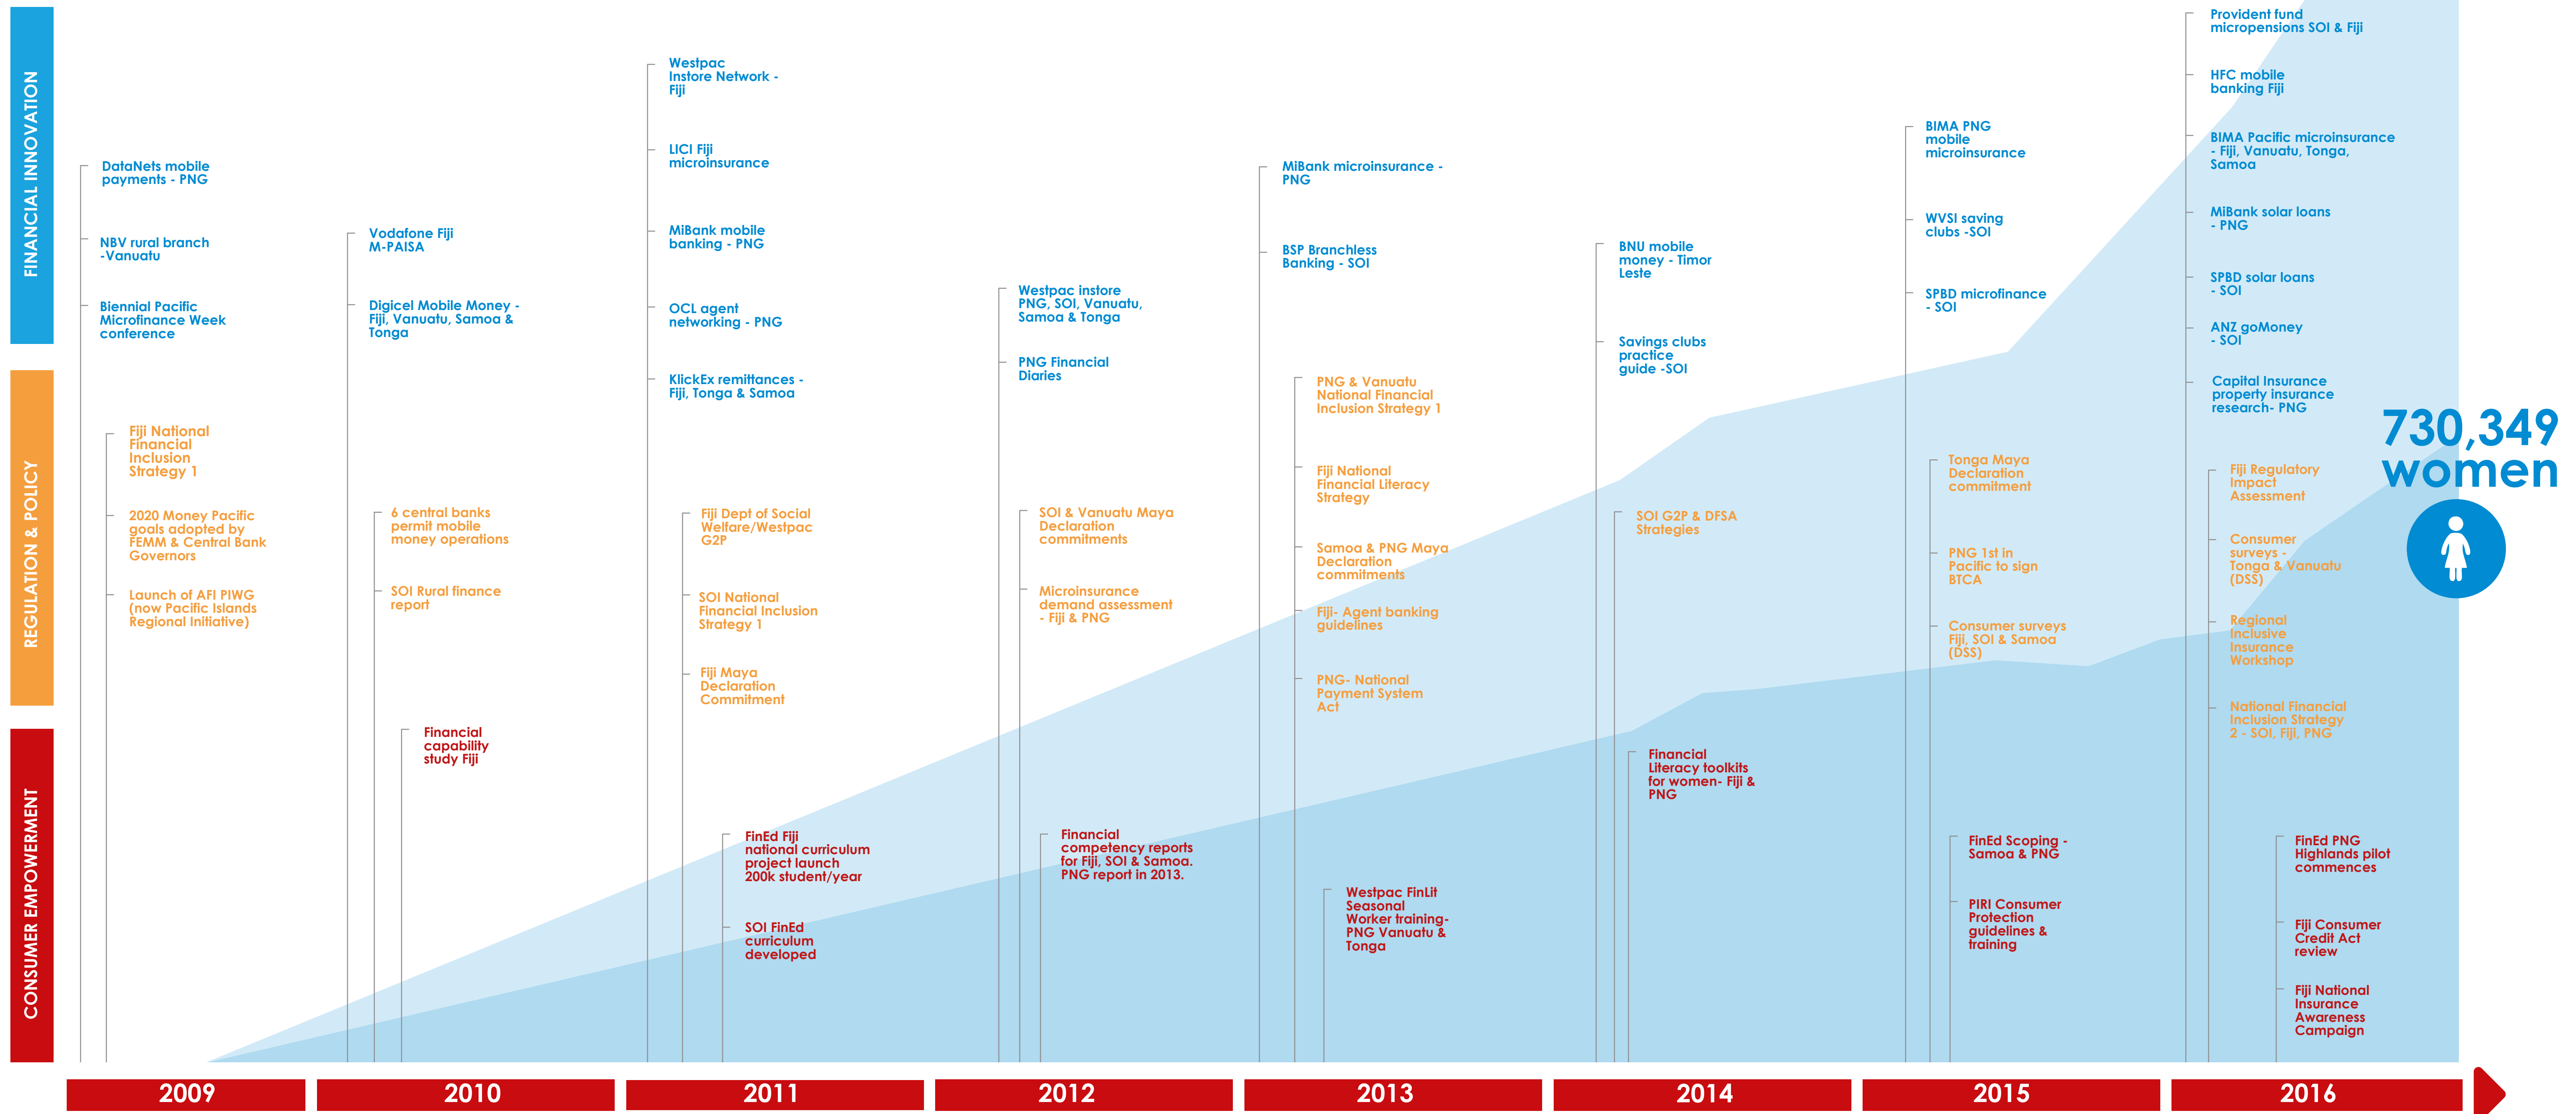 FINANCIAL INNOVATION
REGULATION & POLICY
CONSUMER EMPOWERMENT
DataNets mobile
payments - PNG
NBV rural branch
-Vanuatu
Biennial Pacific
Microfinance Week
conference
Fiji National
Financial
Inclusion
Strategy 1
2020 Money Pacific
goals adopted by
FEMM & Central Bank
Governors
Launch of AFI PIWG
(now Pacific Islands
Regional Initiative)
Vodafone Fiji
M-PAISA
Digicel Mobile Money -
Fiji, Vanuatu, Samoa &
Tonga
6 central banks
permit mobile
money operations
SOI Rural finance
report
Financial
capability
study Fiji
Westpac
Instore Network -
Fiji
LICI Fiji
microinsurance
MiBank mobile
banking - PNG
OCL agent
networking - PNG
KlickEx remittances -
Fiji, Tonga & Samoa
Fiji Dept of Social
Welfare/Westpac
G2P
SOI National
Financial Inclusion
Strategy 1
Fiji Maya
Declaration
Commitment
FinEd Fiji
national curriculum
project launch
200k student/year
SOI FinEd
curriculum
developed
Westpac instore
PNG, SOI, Vanuatu,
Samoa & Tonga
PNG Financial
Diaries
SOI & Vanuatu Maya
Declaration
commitments
Microinsurance
demand assessment
- Fiji & PNG
Financial
competency reports
for Fiji, SOI & Samoa.
PNG report in 2013.
MiBank microinsurance -
PNG
BSP Branchless
Banking - SOI
PNG & Vanuatu
National Financial
Inclusion Strategy 1
Fiji National
Financial Literacy
Strategy
Samoa & PNG Maya
Declaration
commitments
Fiji- Agent banking
guidelines
PNG- National
Payment System
Act
Westpac FinLit
Seasonal
Worker training-
PNG Vanuatu &
Tonga
BNU mobile
money - Timor
Leste
Savings clubs
practice
guide -SOI
SOI G2P & DFSA
Strategies
Financial
Literacy toolkits
for women- Fiji &
PNG
BIMA PNG
mobile
microinsurance
WVSI saving
clubs -SOI
SPBD microfinance
- SOI
Tonga Maya
Declaration
commitment
PNG 1st in
Pacific to sign
BTCA
Consumer surveys
Fiji, SOI & Samoa
(DSS)
FinEd Scoping -
Samoa & PNG
PIRI Consumer
Protection
guidelines &
training
Provident fund
micropensions SOI & Fiji
HFC mobile
banking Fiji
BIMA Pacific microinsurance
- Fiji, Vanuatu, Tonga,
Samoa
MiBank solar loans
- PNG
SPBD solar loans
- SOI
ANZ goMoney
- SOI
Capital Insurance
property insurance
research- PNG
Fiji Regulatory
Impact
Assessment
Consumer
surveys -
Tonga & Vanuatu
(DSS)
Regional
Inclusive
Insurance
Workshop
National Financial
Inclusion Strategy
2 - SOI, Fiji, PNG
FinEd PNG
Highlands pilot
commences
Fiji Consumer
Credit Act
review
Fiji National
Insurance
Awareness
Campaign
730,349
women
2009
2010
2011
2012
2013
2014
2015
2016